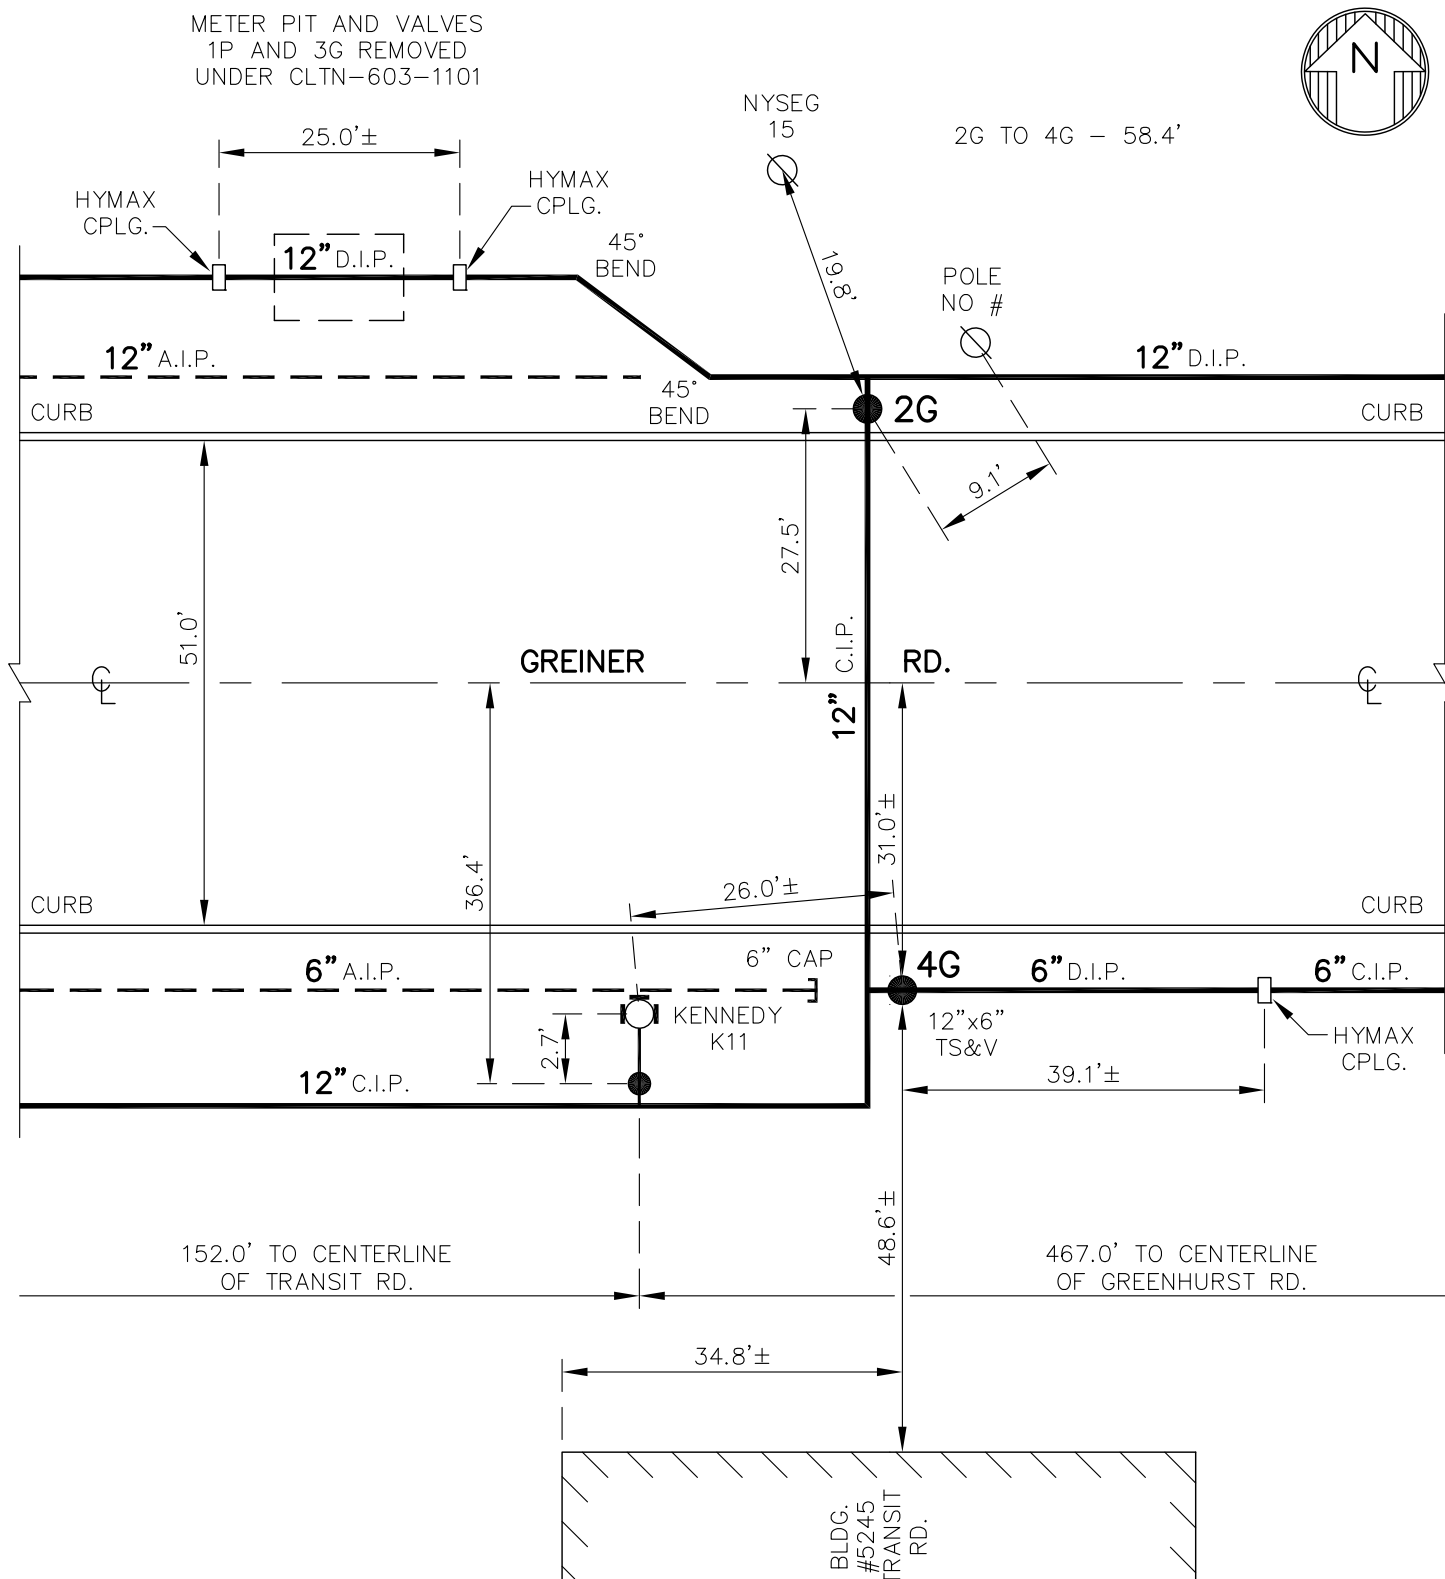 METER PIT AND VALVES
1P AND 3G REMOVED
UNDER CLTN-603-1101
N
NYSEG
15
2G TO 4G - 58.4'
25.0'±
HYMAX
CPLG.
HYMAX
CPLG.
12" D.I.P.
45°
BEND
19.8'
POLE
NO #
12" A.I.P.
12" D.I.P.
45°
BEND
CURB
2G
CURB
9.1'
27.5'
51.0'
C.I.P.
12"
GREINER RD.
℄
℄
31.0'±
36.4'
26.0'±
CURB
CURB
6" A.I.P.
6" CAP
4G
6" D.I.P.
6" C.I.P.
KENNEDY
K11
2.7'
12"x6"
TS&V
HYMAX
CPLG.
12" C.I.P.
39.1'±
48.6'±
152.0' TO CENTERLINE
OF TRANSIT RD.
467.0' TO CENTERLINE
OF GREENHURST RD.
34.8'±
BLDG.
#5245
TRANSIT
RD.